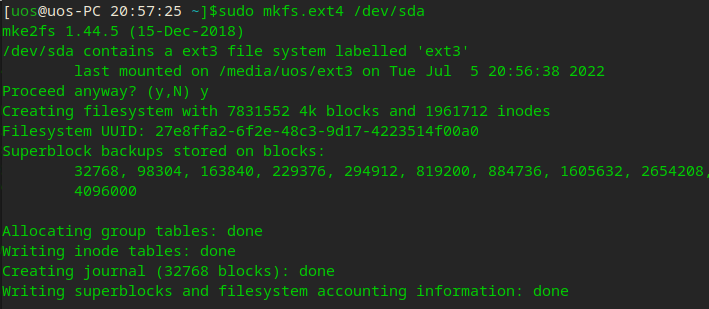 [uos@uos-PC 20:57:25 ~]$sudo mkfs.ext4 /dev/sda
mke2fs 1.44.5 (15-Dec-2018)
/dev/sda contains a ext3 file system labelled 'ext3'
        last mounted on /media/uos/ext3 on Tue Jul  5 20:56:38 2022
Proceed anyway? (y,N) y
Creating filesystem with 7831552 4k blocks and 1961712 inodes
Filesystem UUID: 27e8ffa2-6f2e-48c3-9d17-4223514f00a0
Superblock backups stored on blocks:
        32768, 98304, 163840, 229376, 294912, 819200, 884736, 1605632, 2654208,
        4096000
Allocating group tables: done
Writing inode tables: done
Creating journal (32768 blocks): done
Writing superblocks and filesystem accounting information: done